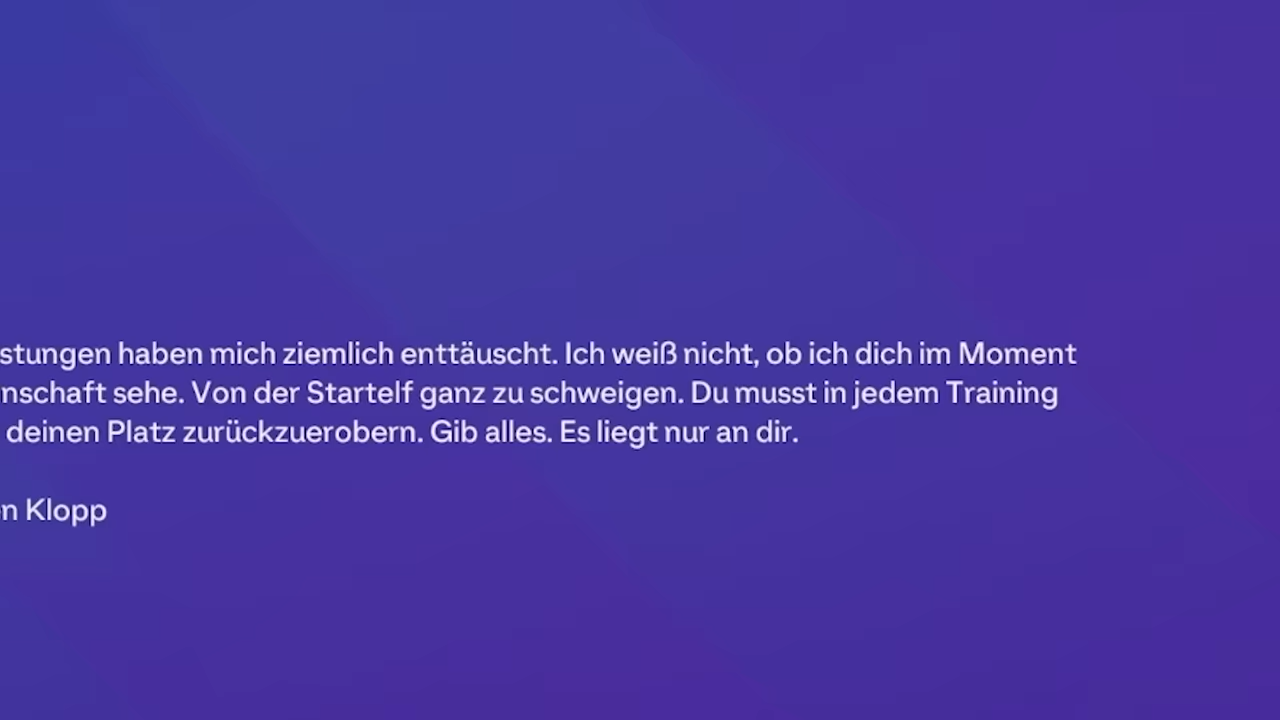 stungen haben mich ziemlich enttäuscht. Ich weiß nicht, ob ich dich im Moment
nschaft sehe. Von der Startelf ganz zu schweigen. Du musst in jedem Training
deinen Platz zurückzuerobern. Gib alles. Es liegt nur an dir.
n Klopp